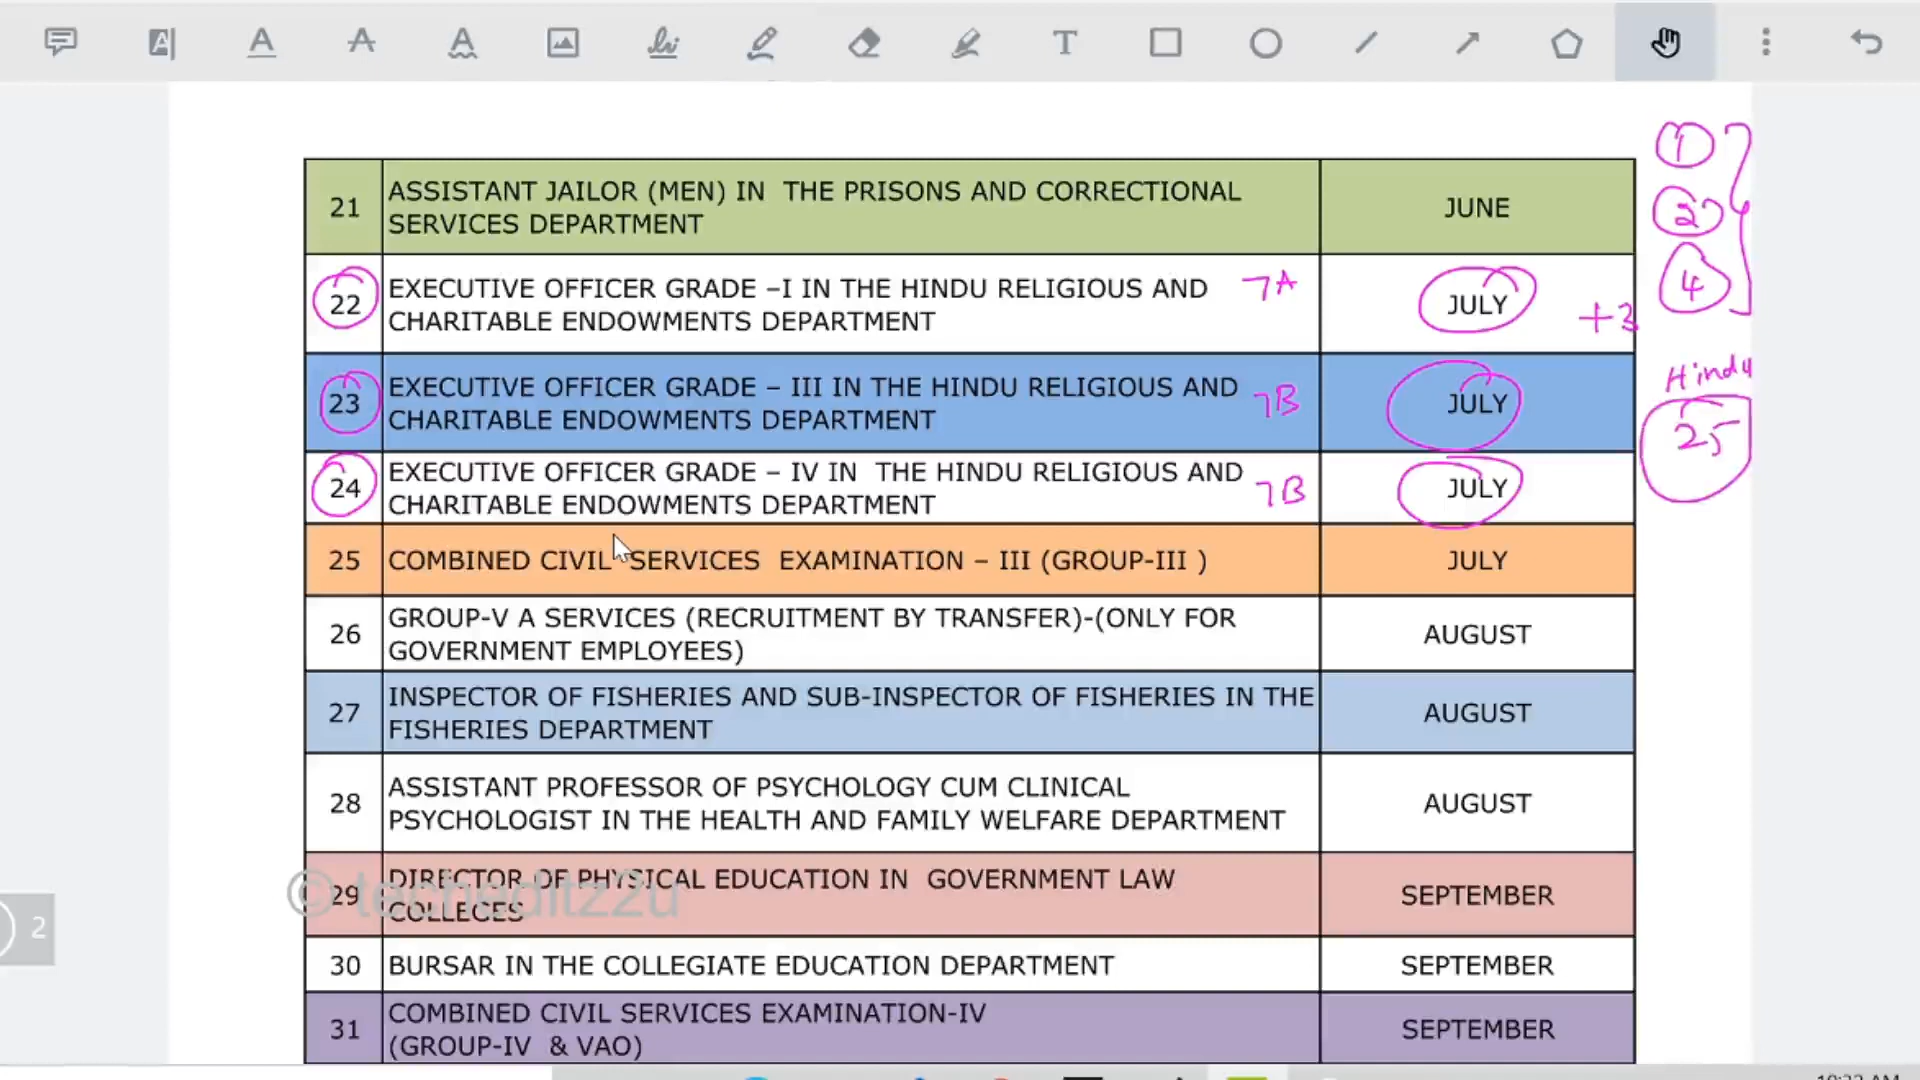 21 ASSISTANT JAILOR (MEN) IN THE PRISONS AND CORRECTIONAL JUNE
SERVICES DEPARTMENT
22 EXECUTIVE OFFICER GRADE –I IN THE HINDU RELIGIOUS AND 7A JULY +3
CHARITABLE ENDOWMENTS DEPARTMENT
23 EXECUTIVE OFFICER GRADE – III IN THE HINDU RELIGIOUS AND 7B JULY
CHARITABLE ENDOWMENTS DEPARTMENT
24 EXECUTIVE OFFICER GRADE – IV IN THE HINDU RELIGIOUS AND 7B JULY
CHARITABLE ENDOWMENTS DEPARTMENT
25 COMBINED CIVIL SERVICES EXAMINATION – III (GROUP-III ) JULY
26 GROUP-V A SERVICES (RECRUITMENT BY TRANSFER)-(ONLY FOR AUGUST
GOVERNMENT EMPLOYEES)
27 INSPECTOR OF FISHERIES AND SUB-INSPECTOR OF FISHERIES IN THE AUGUST
FISHERIES DEPARTMENT
28 ASSISTANT PROFESSOR OF PSYCHOLOGY CUM CLINICAL AUGUST
PSYCHOLOGIST IN THE HEALTH AND FAMILY WELFARE DEPARTMENT
29 DIRECTOR OF PHYSICAL EDUCATION IN GOVERNMENT LAW SEPTEMBER
COLLEGES
© techeditz2u
30 BURSAR IN THE COLLEGIATE EDUCATION DEPARTMENT SEPTEMBER
31 COMBINED CIVIL SERVICES EXAMINATION-IV SEPTEMBER
(GROUP-IV & VAO)
1
2
4
Hindu
25
2